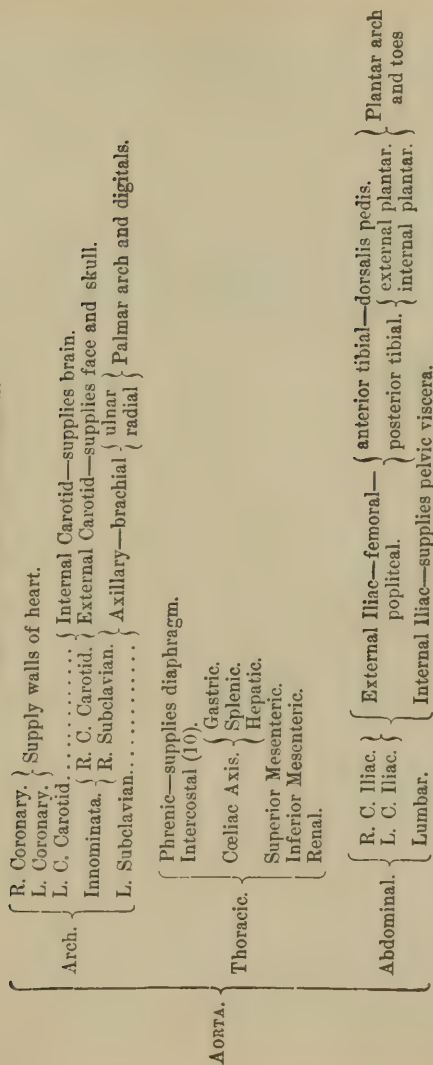 AORTA.
Arch.
R. Coronary. } Supply walls of heart.
L. Coronary.
L. C. Carotid............ } Internal Carotid—supplies brain.
Innominata. { R. C. Carotid. } External Carotid—supplies face and skull.
R. Subclavian. } Axillary—brachial { ulnar } Palmar arch and digitals.
L. Subclavian............ radial
Thoracic.
Phrenic—supplies diaphragm.
Intercostal (10).
Cœliac Axis. { Gastric.
Splenic.
Hepatic.
Superior Mesenteric.
Inferior Mesenteric.
Renal.
Abdominal.
R. C. Iliac. } External Iliac—femoral— { anterior tibial—dorsalis pedis. } Plantar arch
L. C. Iliac. popliteal. posterior tibial. { external plantar. and toes
internal plantar.
Internal Iliac—supplies pelvic viscera.
Lumbar.